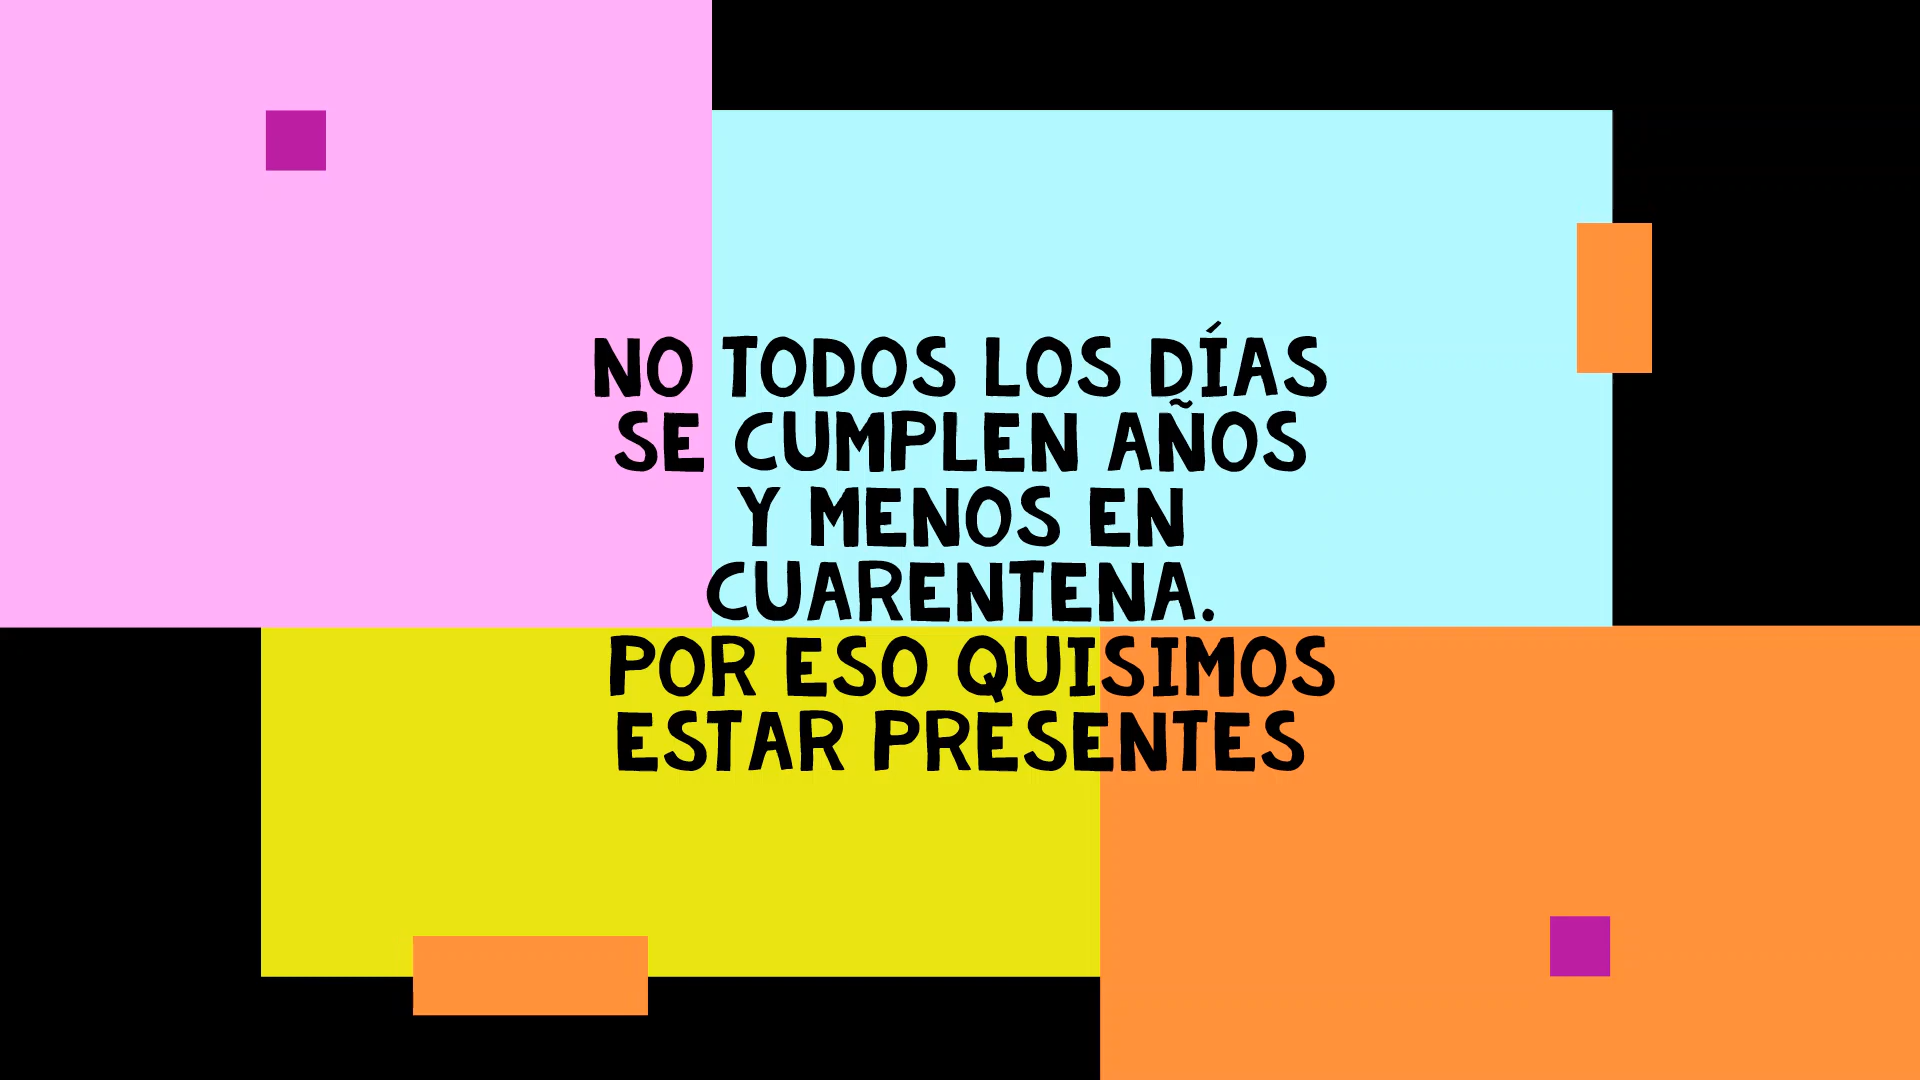 NO TODOS LOS DÍAS
SE CUMPLEN AÑOS
Y MENOS EN
CUARENTENA.
POR ESO QUISIMOS
ESTAR PRESENTES